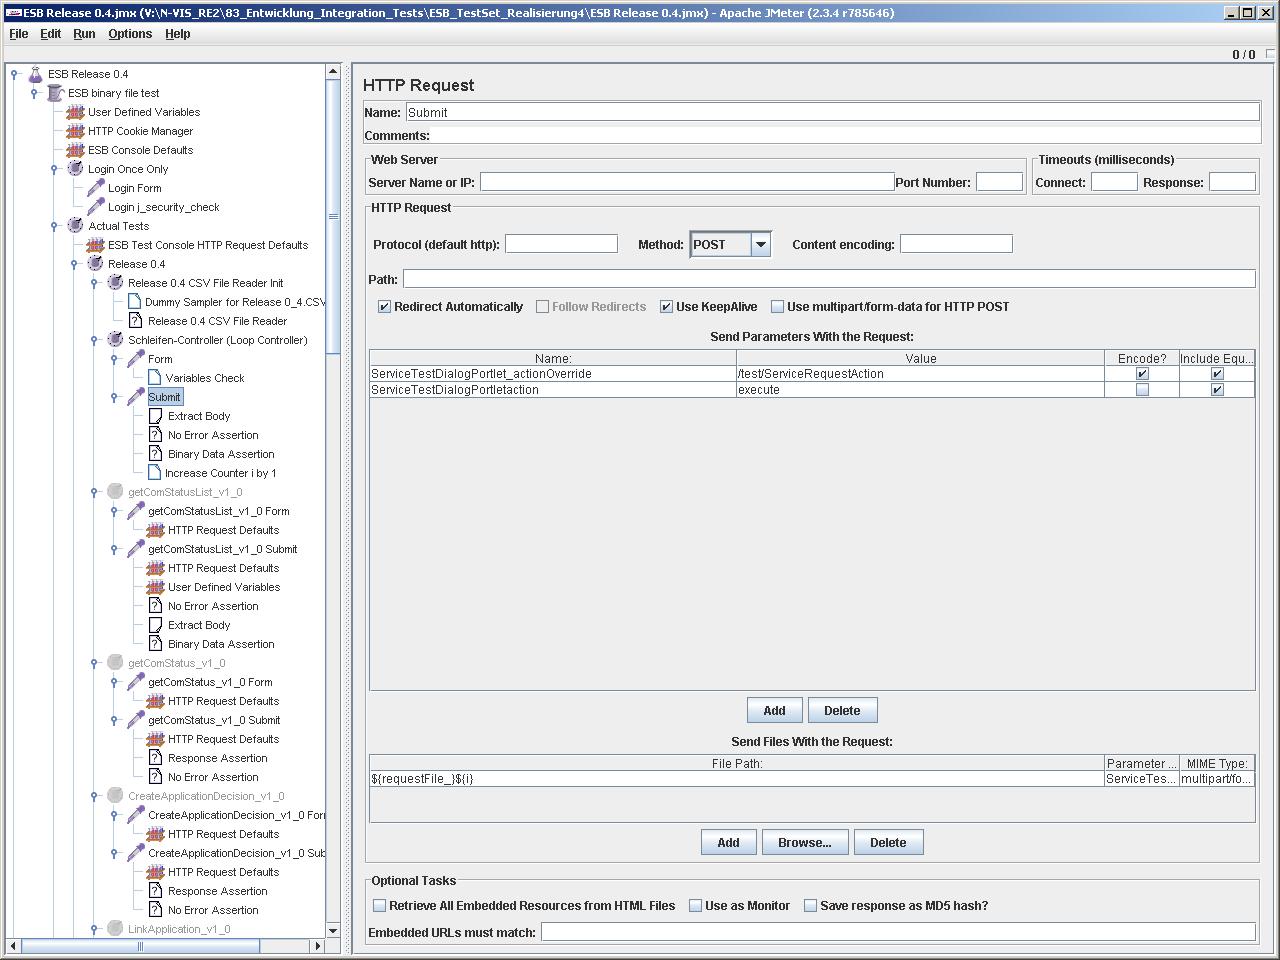 ESB Release 0.4.jmx (V:\N-VIS_RE2\83_Entwicklung_Integration_Tests\ESB_TestSet_Realisierung4\ESB Release 0.4.jmx) - Apache JMeter (2.3.4 r785646)
File Edit Run Options Help
0 / 0
ESB Release 0.4
ESB binary file test
User Defined Variables
HTTP Cookie Manager
ESB Console Defaults
Login Once Only
Login Form
Login j_security_check
Actual Tests
ESB Test Console HTTP Request Defaults
Release 0.4
Release 0.4 CSV File Reader Init
Dummy Sampler for Release 0_4.CSV
Release 0.4 CSV File Reader
Schleifen-Controller (Loop Controller)
Form
Variables Check
Submit
Extract Body
No Error Assertion
Binary Data Assertion
Increase Counter i by 1
getComStatusList_v1_0
getComStatusList_v1_0 Form
HTTP Request Defaults
getComStatusList_v1_0 Submit
HTTP Request Defaults
User Defined Variables
No Error Assertion
Extract Body
Binary Data Assertion
getComStatus_v1_0
getComStatus_v1_0 Form
HTTP Request Defaults
getComStatus_v1_0 Submit
HTTP Request Defaults
Response Assertion
No Error Assertion
CreateApplicationDecision_v1_0
CreateApplicationDecision_v1_0 For
HTTP Request Defaults
CreateApplicationDecision_v1_0 Sub
HTTP Request Defaults
Response Assertion
No Error Assertion
LinkApplication_v1_0
HTTP Request
Name: Submit
Comments:
Web Server
Server Name or IP: Port Number:
Timeouts (milliseconds)
Connect: Response:
HTTP Request
Protocol (default http): Method: POST Content encoding:
Path:
Redirect Automatically Follow Redirects Use KeepAlive Use multipart/form-data for HTTP POST
Send Parameters With the Request:
Name: Value Encode? Include Equ...
ServiceTestDialogPortlet_actionOverride /test/ServiceRequestAction
ServiceTestDialogPortletaction execute
Add Delete
Send Files With the Request:
File Path: Parameter ... MIME Type:
${requestFile_}${i} ServiceTes... multipart/fo...
Add Browse... Delete
Optional Tasks
Retrieve All Embedded Resources from HTML Files Use as Monitor Save response as MD5 hash?
Embedded URLs must match: